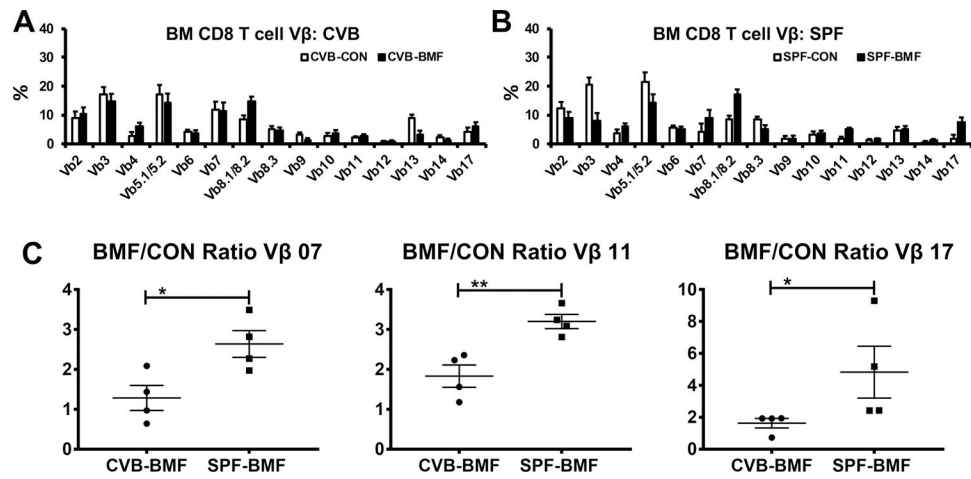 A
BM CD8 T cell Vβ: CVB
CVB-CON CVB-BMF
%
40
30
20
10
0
Vb2 Vb3 Vb4 Vb5.1/5.2 Vb6 Vb7 Vb8.1/8.2 Vb8.3 Vb9 Vb10 Vb11 Vb12 Vb13 Vb14 Vb17
B
BM CD8 T cell Vβ: SPF
SPF-CON SPF-BMF
%
40
30
20
10
0
Vb2 Vb3 Vb4 Vb5.1/5.2 Vb6 Vb7 Vb8.1/8.2 Vb8.3 Vb9 Vb10 Vb11 Vb12 Vb13 Vb14 Vb17
C
BMF/CON Ratio Vβ 07
*
4
3
2
1
0
CVB-BMF SPF-BMF
BMF/CON Ratio Vβ 11
**
4
3
2
1
0
CVB-BMF SPF-BMF
BMF/CON Ratio Vβ 17
*
10
8
6
4
2
0
CVB-BMF SPF-BMF